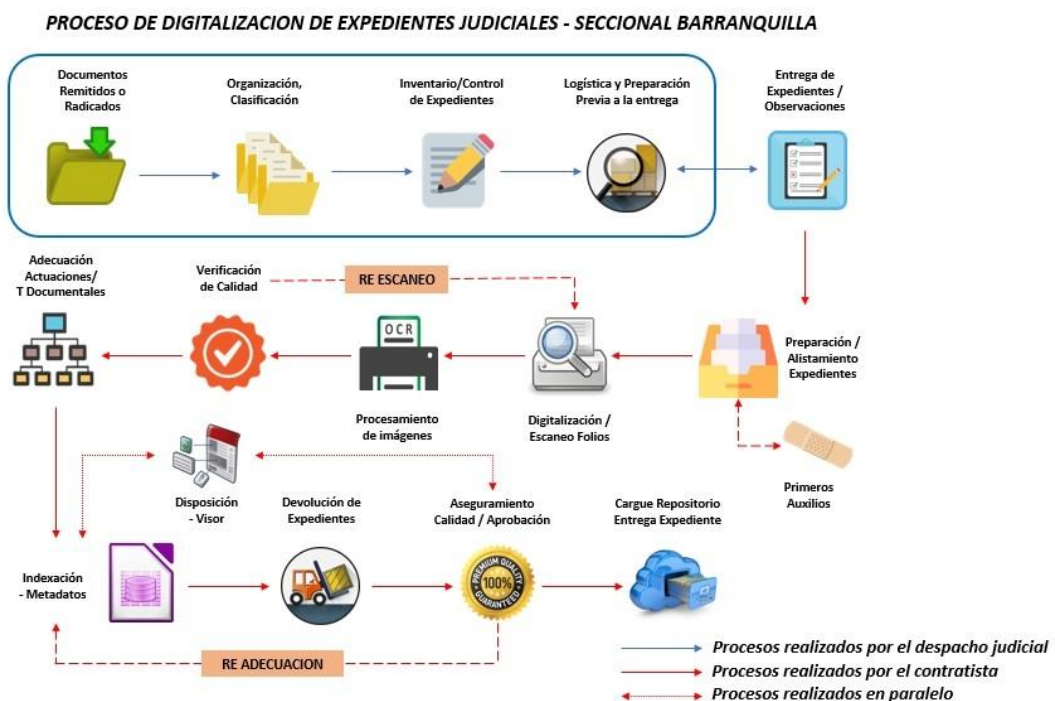 PROCESO DE DIGITALIZACION DE EXPEDIENTES JUDICIALES - SECCIONAL BARRANQUILLA
Documentos
Remitidos o
Radicados
Organización,
Clasificación
Inventario/Control
de Expedientes
Logística y Preparación
Previa a la entrega
Entrega de
Expedientes /
Observaciones
Adecuación
Actuaciones/
T Documentales
Verificación
de Calidad
RE ESCANEO
OCR
Preparación /
Alistamiento
Expedientes
Procesamiento
de imágenes
Digitalización /
Escaneo Folios
Primeros
Auxilios
Disposición
- Visor
Devolución de
Expedientes
Aseguramiento
Calidad / Aprobación
Cargue Repositorio
Entrega Expediente
Indexación
- Metadatos
PREMIUM QUALITY
100%
GUARANTEED
RE ADECUACION
Procesos realizados por el despacho judicial
Procesos realizados por el contratista
Procesos realizados en paralelo